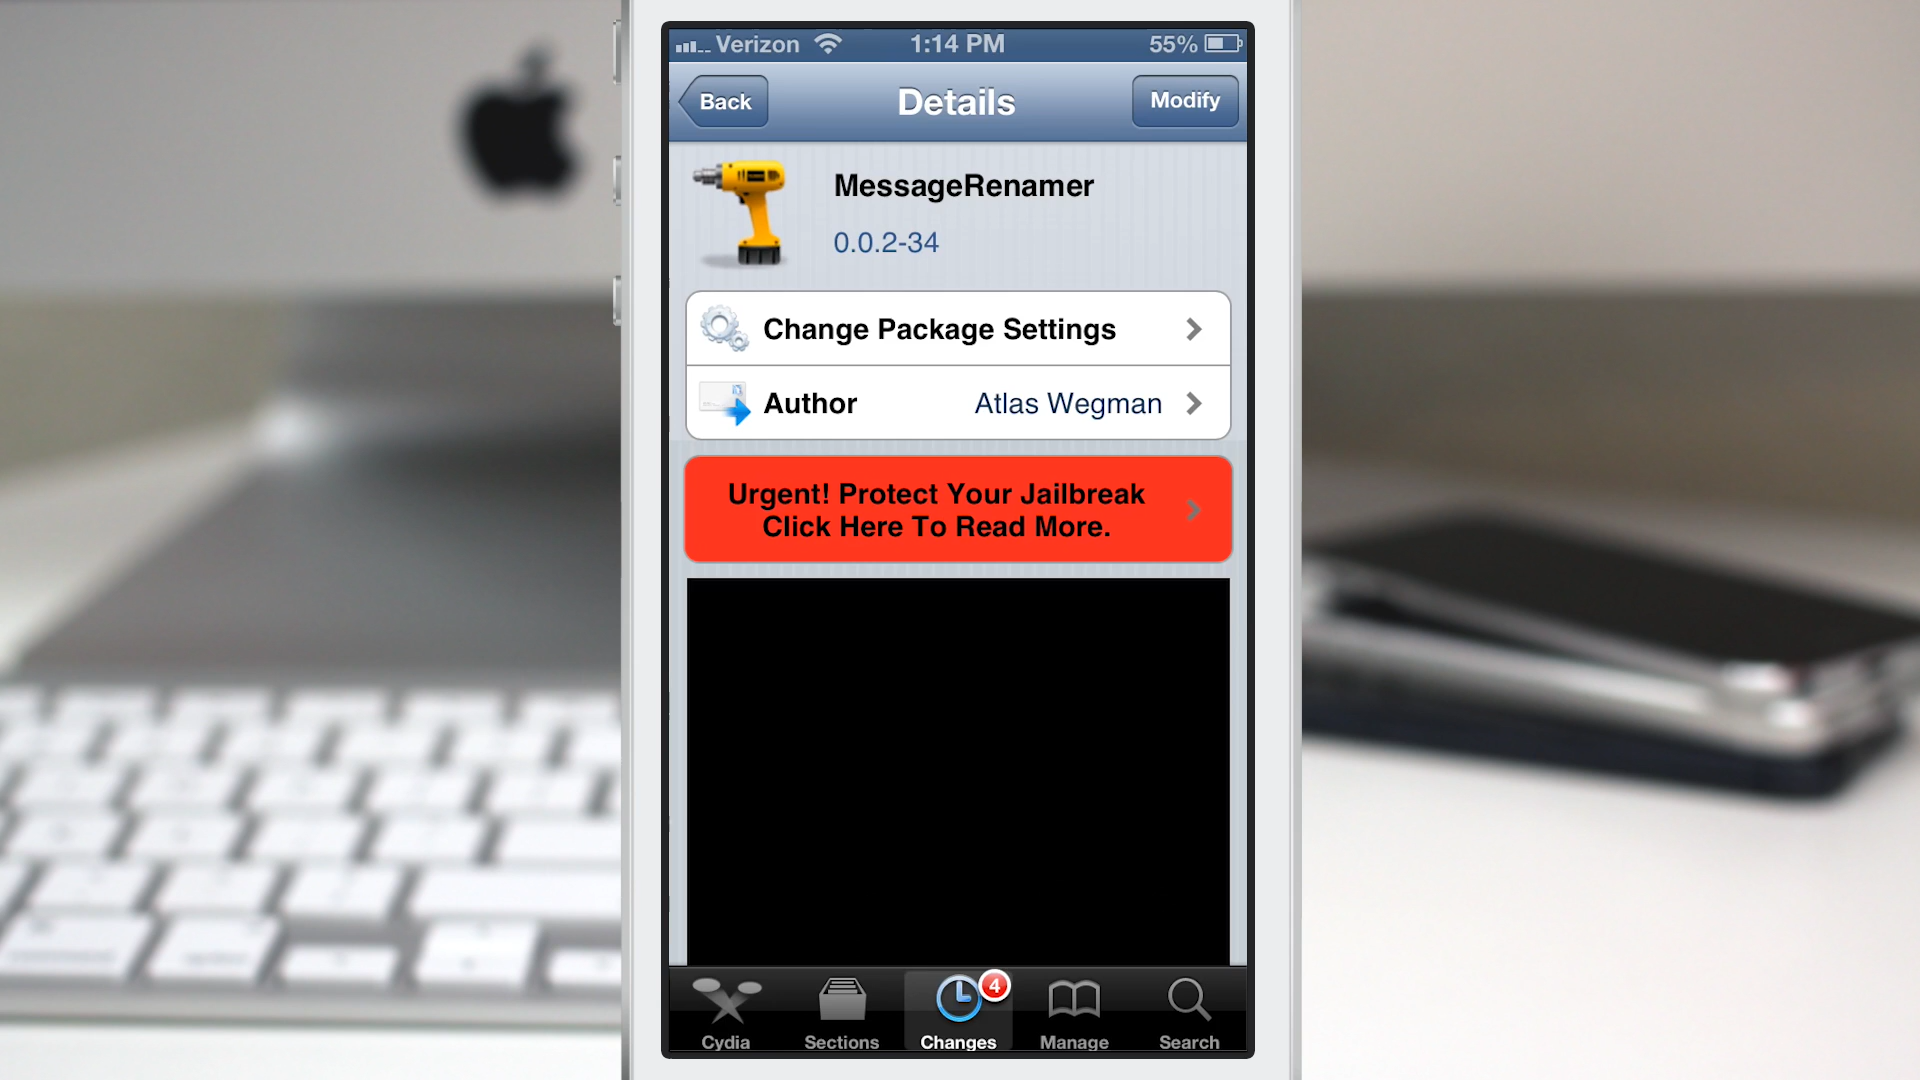 Verizon 1:14 PM 55%
Back Details Modify
MessageRenamer
0.0.2-34
Change Package Settings
Author Atlas Wegman
Urgent! Protect Your Jailbreak
Click Here To Read More.
4
Cydia Sections Changes Manage Search